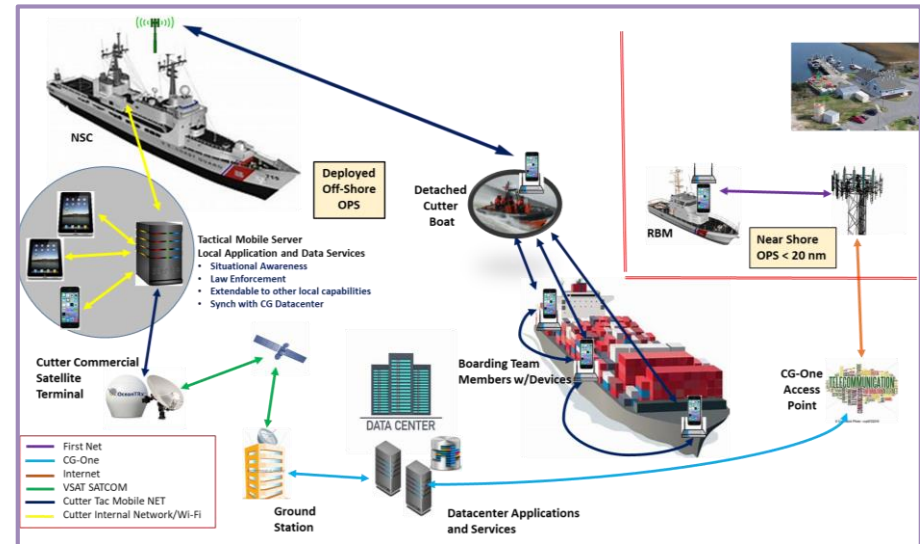 NSC
Deployed
Off-Shore
OPS
Detached
Cutter
Boat
RBM
Near Shore
OPS < 20 nm
Tactical Mobile Server
Local Application and Data Services
• Situational Awareness
• Law Enforcement
• Extendable to other local capabilities
• Synch with CG Datacenter
Cutter Commercial
Satellite
Terminal
DATA CENTER
Boarding Team
Members w/Devices
CG-One
Access
Point
TELECOMMUNICATION
First Net
CG-One
Internet
VSAT SATCOM
Cutter Tac Mobile NET
Cutter Internal Network/Wi-Fi
Ground
Station
Datacenter Applications
and Services